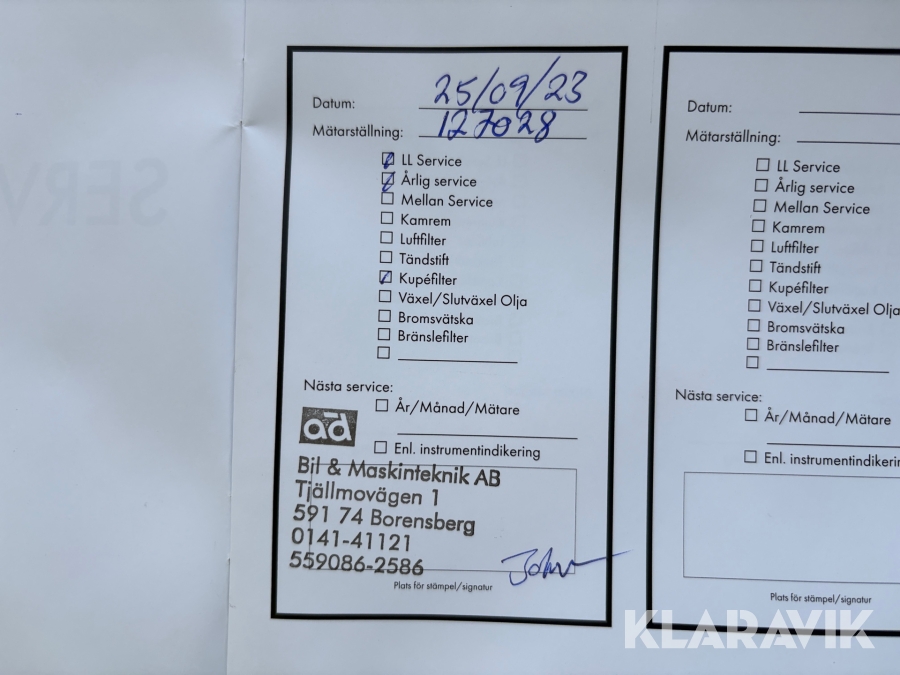 KLARAVIK
25/09/23
Datum:
127028
Mätarställning:
LL Service
Årlig service
Mellan Service
Kamrem
Luftfilter
Tändstift
Kupéfilter
Växel/Slutväxel Olja
Bromsvätska
Bränslefilter
Nästa service:
År/Månad/Mätare
ad
Enl. instrumentindikering
Bil & Maskinteknik AB
Tjällmovägen 1
591 74 Borensberg
0141-41121
559086-2586
Plats för stämpel/signatur
Datum:
Mätarställning:
LL Service
Årlig service
Mellan Service
Kamrem
Luftfilter
Tändstift
Kupéfilter
Växel/Slutväxel Olja
Bromsvätska
Bränslefilter
Nästa service:
År/Månad/Mätare
Enl. instrumentindikerin
Plats för stämpel/signatur
KLARAVIK